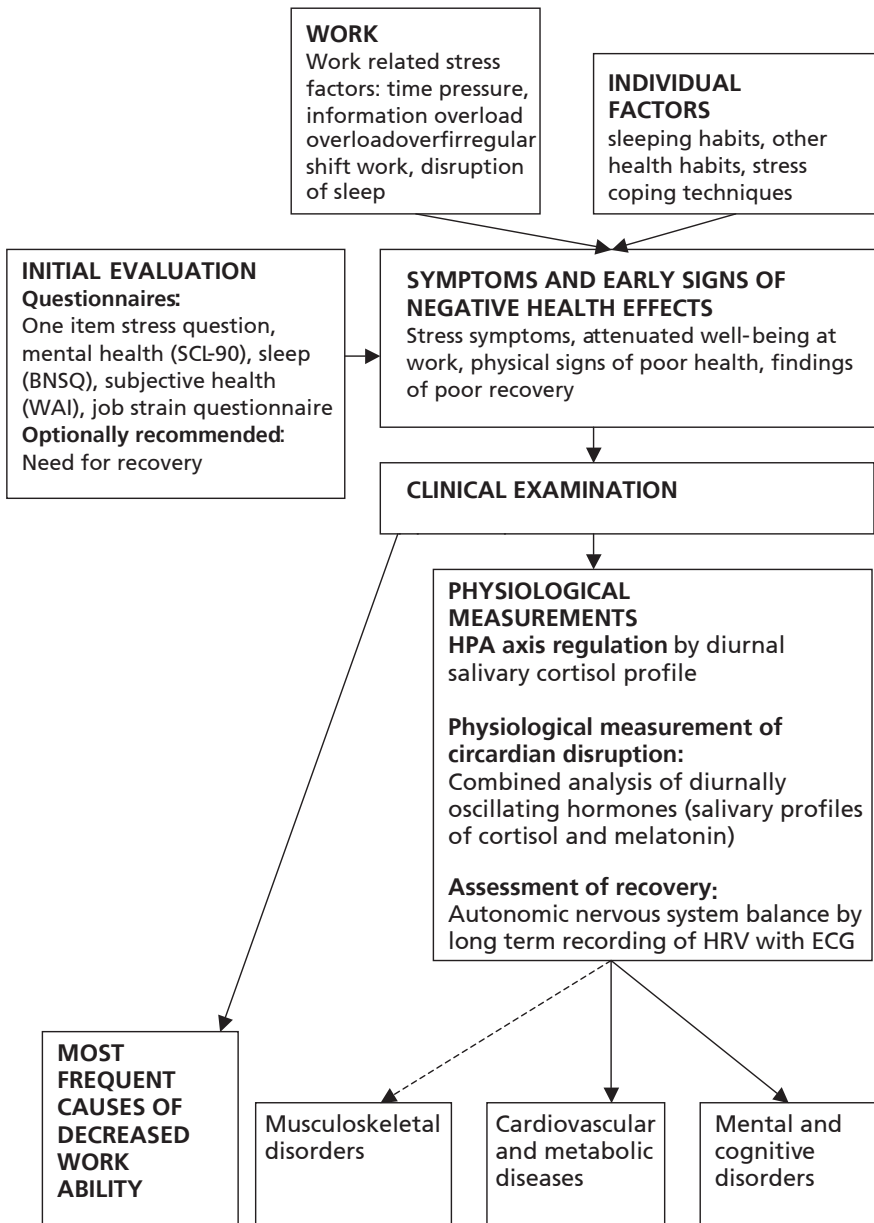 WORK
Work related stress
factors: time pressure,
information overload
overloadoverfirregular
shift work, disruption
of sleep
INDIVIDUAL
FACTORS
sleeping habits, other
health habits, stress
coping techniques
INITIAL EVALUATION
Questionnaires:
One item stress question,
mental health (SCL-90), sleep
(BNSQ), subjective health
(WAI), job strain questionnaire
Optionally recommended:
Need for recovery
SYMPTOMS AND EARLY SIGNS OF
NEGATIVE HEALTH EFFECTS
Stress symptoms, attenuated well-being at
work, physical signs of poor health, findings
of poor recovery
CLINICAL EXAMINATION
PHYSIOLOGICAL
MEASUREMENTS
HPA axis regulation by diurnal
salivary cortisol profile
Physiological measurement of
circardian disruption:
Combined analysis of diurnally
oscillating hormones (salivary profiles
of cortisol and melatonin)
Assessment of recovery:
Autonomic nervous system balance by
long term recording of HRV with ECG
MOST
FREQUENT
CAUSES OF
DECREASED
WORK
ABILITY
Musculoskeletal
disorders
Cardiovascular
and metabolic
diseases
Mental and
cognitive
disorders